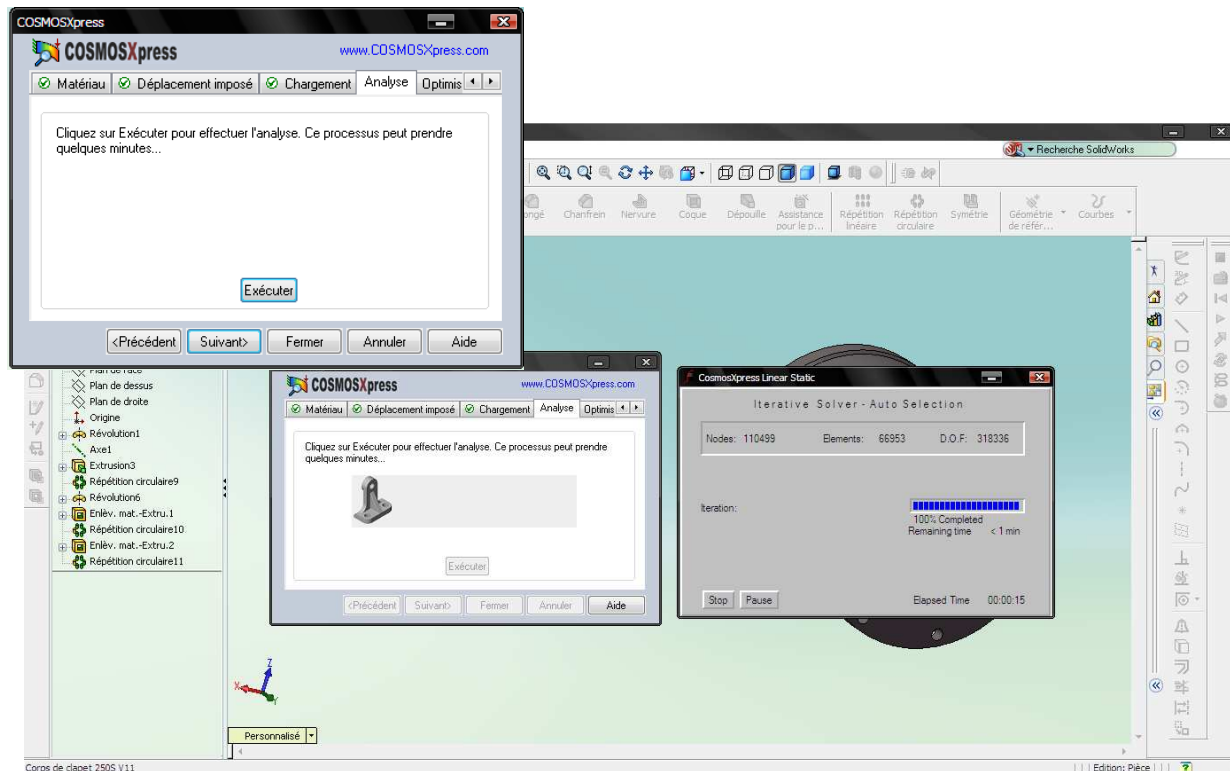 COSMOSXpress
COSMOSXpress
www.COSMOSXpress.com
Matériau Déplacement imposé Chargement Analyse Optimis
Cliquez sur Exécuter pour effectuer l'analyse. Ce processus peut prendre
quelques minutes...
Exécuter
<Précédent Suivant> Fermer Annuler Aide
Recherche SolidWorks
Chanfrein Nervure Coque Dépouille Assistance pour le p... Répétition linéaire Répétition circulaire Symétrie Géométrie de référ... Courbes
Plan de dessus
Plan de droite
Origine
Révolution1
Axe1
Extrusion3
Répétition circulaire9
Révolution6
Enlèv. mat.-Extru.1
Répétition circulaire10
Enlèv. mat.-Extru.2
Répétition circulaire11
COSMOSXpress
www.COSMOSXpress.com
Matériau Déplacement imposé Chargement Analyse Optimis
Cliquez sur Exécuter pour effectuer l'analyse. Ce processus peut prendre
quelques minutes...
Exécuter
<Précédent Suivant> Fermer Annuler Aide
CosmosXpress Linear Static
Iterative Solver - Auto Selection
Nodes: 110499 Elements: 66953 D.O.F: 318336
Iteration:
100% Completed
Remaining time < 1 min
Stop Pause Elapsed Time 00:00:15
Z
X
Y
Personnalisé
Corps de clapet 250S V11
Edition: Pièce